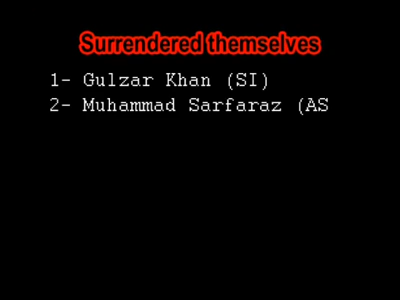 Surrendered themselves
1- Gulzar Khan (SI)
2- Muhammad Sarfaraz (AS